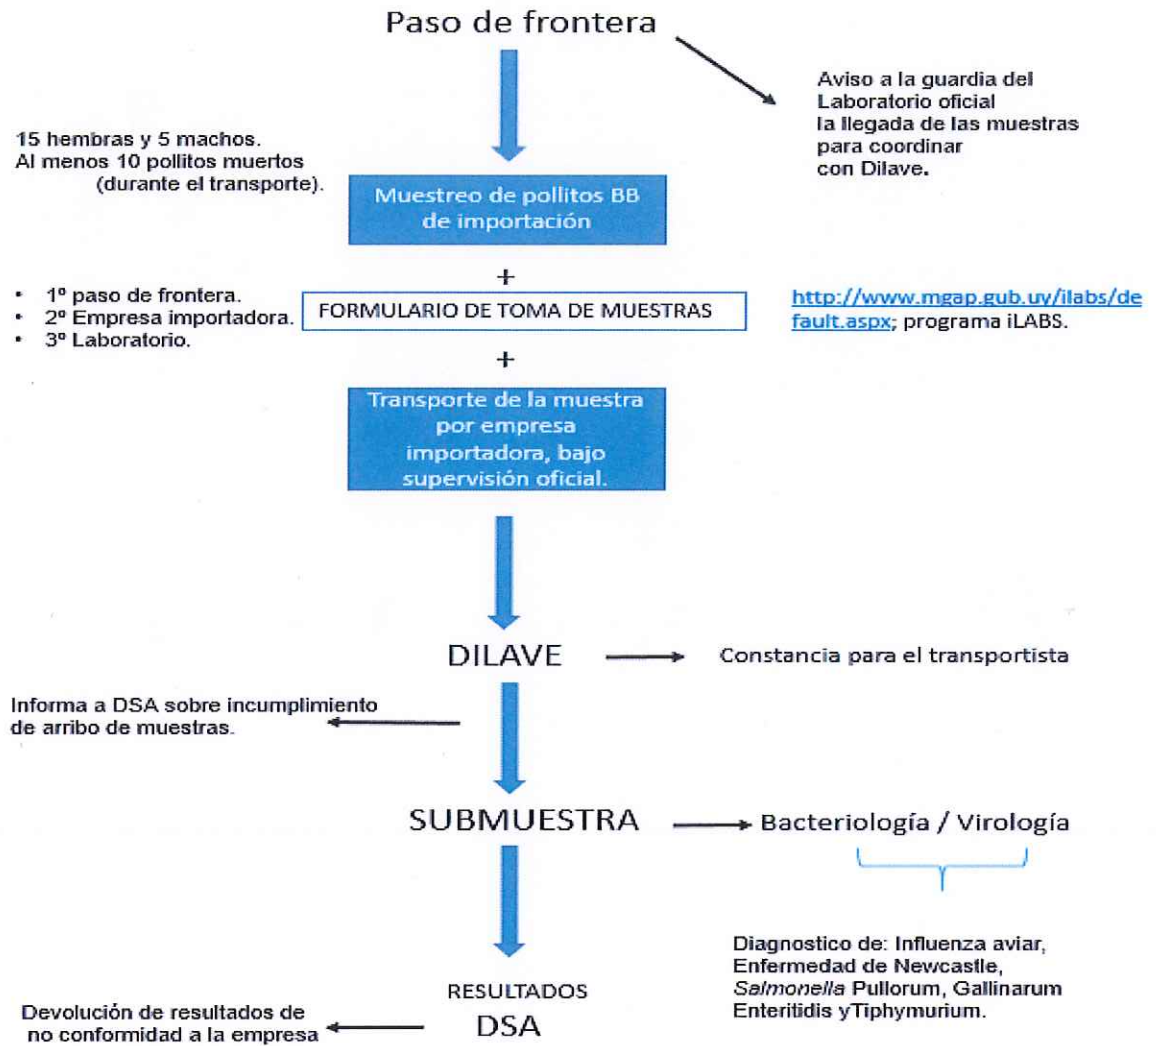 Paso de frontera
Aviso a la guardia del
Laboratorio oficial
la llegada de las muestras
para coordinar
con Dilave.
15 hembras y 5 machos.
Al menos 10 pollitos muertos
(durante el transporte).
Muestreo de pollitos BB
de importación
+
• 1º paso de frontera.
• 2º Empresa importadora.
• 3º Laboratorio.
FORMULARIO DE TOMA DE MUESTRAS
http://www.mgap.gub.uy/ilabs/de
fault.aspx; programa iLABS.
+
Transporte de la muestra
por empresa
importadora, bajo
supervisión oficial.
DILAVE
Constancia para el transportista
Informa a DSA sobre incumplimiento
de arribo de muestras.
SUBMUESTRA
Bacteriología / Virología
Diagnostico de: Influenza aviar,
Enfermedad de Newcastle,
Salmonella Pullorum, Gallinarum
Enteritidis yTiphymurium.
RESULTADOS
DSA
Devolución de resultados de
no conformidad a la empresa